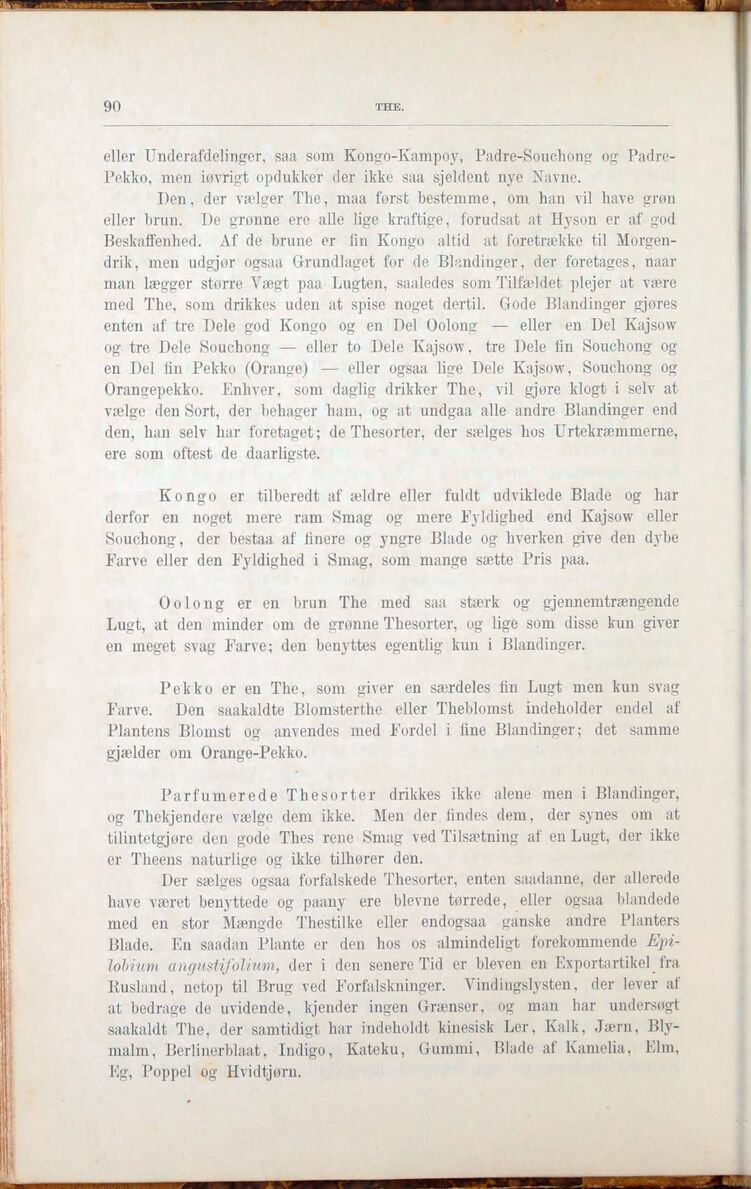 90
THE.
eller Underafdelinger, saa som Kongo-Kampoy, Padre-Souchong og Padre-
Pekko, men iøvrigt opdukker der ikke saa sjeldent nye Navne.
Den, der vælger The, maa først bestemme, om han vil have grøn
eller brun. De grønne ere alle lige kraftige, forudsat at Hyson er af god
Beskaffenhed. Af de brune er fin Kongo altid at foretrække til Morgen-
drik, men udgjør ogsaa Grundlaget for de Blandinger, der foretages, naar
man lægger større Vægt paa Lugten, saaledes som Tilfældet plejer at være
med The, som drikkes uden at spise noget dertil. Gode Blandinger gjøres
enten af tre Dele god Kongo og en Del Oolong — eller en Del Kajsow
og tre Dele Souchong — eller to Dele Kajsow, tre Dele fin Souchong og
en Del fin Pekko (Orange) — eller ogsaa lige Dele Kajsow, Souchong og
Orangepekko. Enhver, som daglig drikker The, vil gjøre klogt i selv at
vælge den Sort, der behager ham, og at undgaa alle andre Blandinger end
den, han selv har foretaget; de Thesorter, der sælges hos Urtekræmmerne,
ere som oftest de daarligste.
Kongo er tilberedt af ældre eller fuldt udviklede Blade og har
derfor en noget mere ram Smag og mere Fyldighed end Kajsow eller
Souchong, der bestaa af finere og yngre Blade og hverken give den dybe
Farve eller den Fyldighed i Smag, som mange sætte Pris paa.
Oolong er en brun The med saa stærk og gjennemtrængende
Lugt, at den minder om de grønne Thesorter, og lige som disse kun giver
en meget svag Farve; den benyttes egentlig kun i Blandinger.
Pekko er en The, som giver en særdeles fin Lugt men kun svag
Farve. Den saakaldte Blomsterthe eller Theblomst indeholder endel af
Plantens Blomst og anvendes med Fordel i fine Blandinger; det samme
gjælder om Orange-Pekko.
Parfumerede Thesorter drikkes ikke alene men i Blandinger,
og Thekjendere vælge dem ikke. Men der findes dem, der synes om at
tilintetgjøre den gode Thes rene Smag ved Tilsætning af en Lugt, der ikke
er Theens naturlige og ikke tilhører den.
Der sælges ogsaa forfalskede Thesorter, enten saadanne, der allerede
have været benyttede og paany ere blevne tørrede, eller ogsaa blandede
med en stor Mængde Thestilke eller endogsaa ganske andre Planters
Blade. En saadan Plante er den hos os almindeligt forekommende Epi-
lobium angustifolium, der i den senere Tid er bleven en Exportartikel fra
Rusland, netop til Brug ved Forfalskninger. Vindingslysten, der lever af
at bedrage de uvidende, kjender ingen Grænser, og man har undersøgt
saakaldt The, der samtidigt har indeholdt kinesisk Ler, Kalk, Jærn, Bly-
malm, Berlinerblaat, Indigo, Kateku, Gummi, Blade af Kamelia, Elm,
Eg, Poppel og Hvidtjørn.